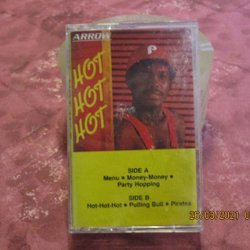 ARROW
HOT
HOT
HOT
P
SIDE A
Menu • Money-Money •
Party Hopping
SIDE B
Hot-Hot-Hot • Pulling Bull • Pirates
26/03/2021